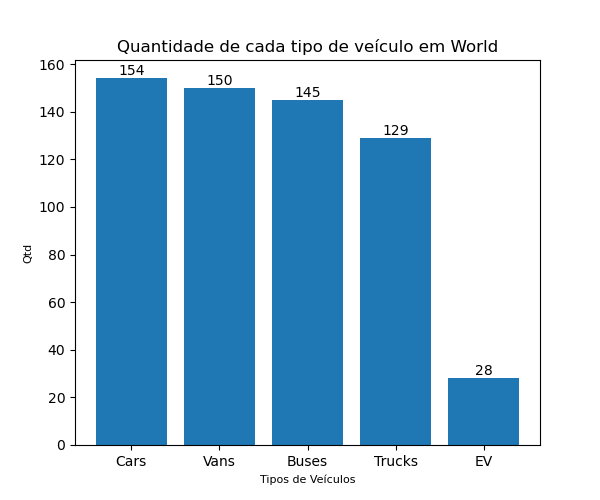 Quantidade de cada tipo de veículo em World
160
140
120
100
80
60
40
20
0
Qtd
154
150
145
129
28
Cars
Vans
Buses
Trucks
EV
Tipos de Veículos